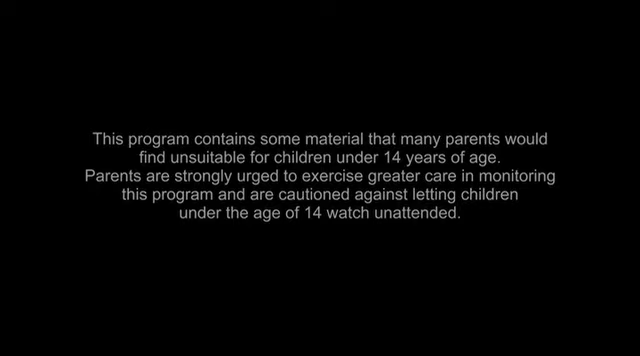 This program contains some material that many parents would
find unsuitable for children under 14 years of age.
Parents are strongly urged to exercise greater care in monitoring
this program and are cautioned against letting children
under the age of 14 watch unattended.